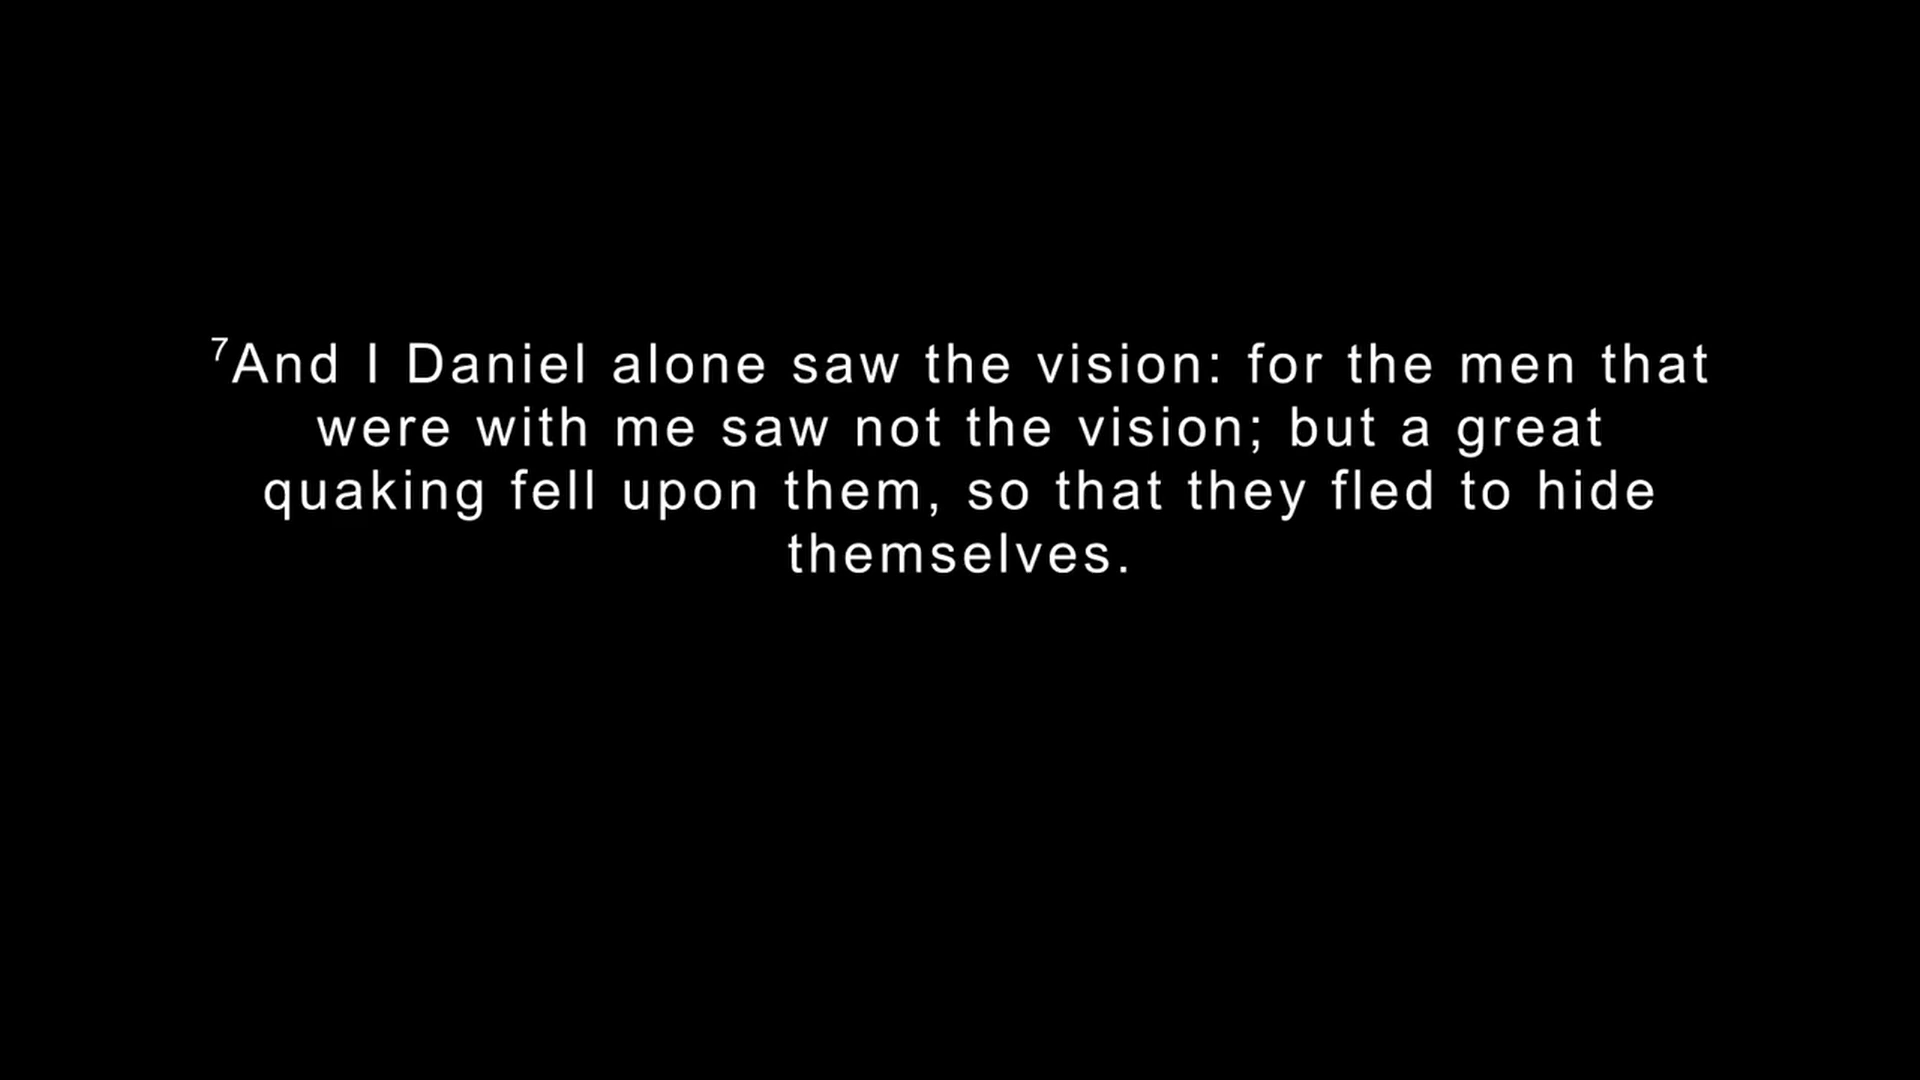 ⁷And I Daniel alone saw the vision: for the men that
were with me saw not the vision; but a great
quaking fell upon them, so that they fled to hide
themselves.